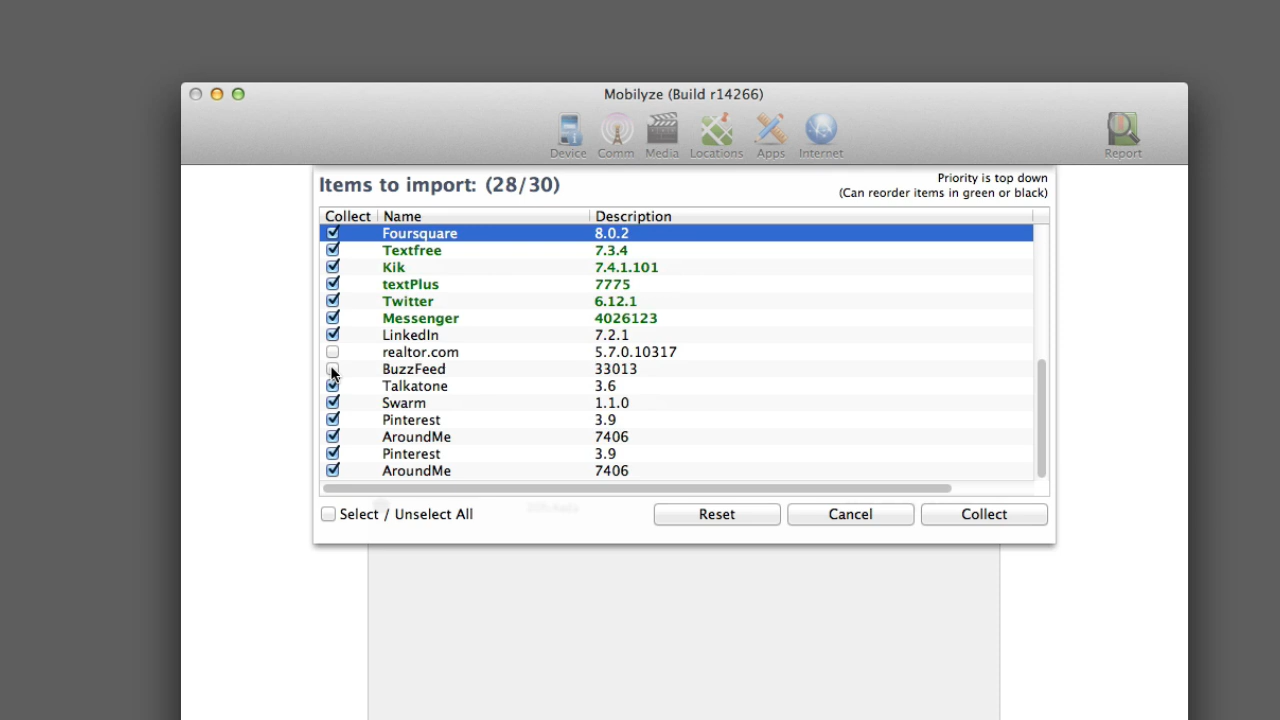 Mobilyze (Build r14266)
Device Comm Media Locations Apps Internet Report
Items to import: (28/30)
Priority is top down
(Can reorder items in green or black)
Collect Name Description
Foursquare 8.0.2
Textfree 7.3.4
Kik 7.4.1.101
textPlus 7775
Twitter 6.12.1
Messenger 4026123
LinkedIn 7.2.1
realtor.com 5.7.0.10317
BuzzFeed 33013
Talkatone 3.6
Swarm 1.1.0
Pinterest 3.9
AroundMe 7406
Pinterest 3.9
AroundMe 7406
Select / Unselect All Reset Cancel Collect